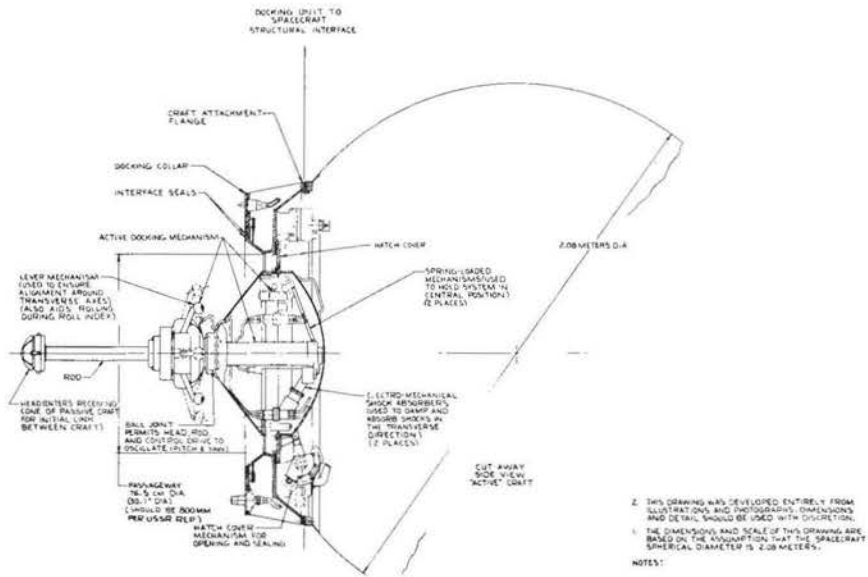 DOCKING UNIT TO
SPACECRAFT
STRUCTURAL INTERFACE
CRAFT ATTACHMENT
FLANGE
DOCKING COLLAR
INTERFACE SEALS
ACTIVE DOCKING MECHANISM
HATCH COVER
2.08 METERS DIA
LEVER MECHANISM
(USED TO ENSURE
ALIGNMENT AROUND
TRANSVERSE AXES)
(ALSO AIDS ROLLING
DURING ROLL INDEX)
SPRING-LOADED
MECHANISMS (USED
TO HOLD SYSTEM IN
CENTRAL POSITION)
(2 PLACES)
ROD
HEAD ENTERS RECEIVING
CONE OF PASSIVE CRAFT
FOR INITIAL LINK
BETWEEN CRAFT
BALL JOINT
PERMITS HEAD, ROD,
AND CONTROL DRIVE TO
OSCILLATE (PITCH & YAW)
ELECTRO-MECHANICAL
SHOCK ABSORBERS
(USED TO DAMP AND
ABSORB SHOCKS IN
THE TRANSVERSE
DIRECTION)
(2 PLACES)
PASSAGEWAY
76.5 CM DIA
(30.1" DIA)
(SHOULD BE 800MM
PER USSR REP)
HATCH COVER
MECHANISM FOR
OPENING AND SEALING
CUT AWAY
SIDE VIEW
"ACTIVE" CRAFT
2. THIS DRAWING WAS DEVELOPED ENTIRELY FROM
ILLUSTRATIONS AND PHOTOGRAPHS. DIMENSIONS
AND DETAIL SHOULD BE USED WITH DISCRETION.
1. THE DIMENSIONS AND SCALE OF THIS DRAWING ARE
BASED ON THE ASSUMPTION THAT THE SPACECRAFT
SPHERICAL DIAMETER IS 2.08 METERS.
NOTES: